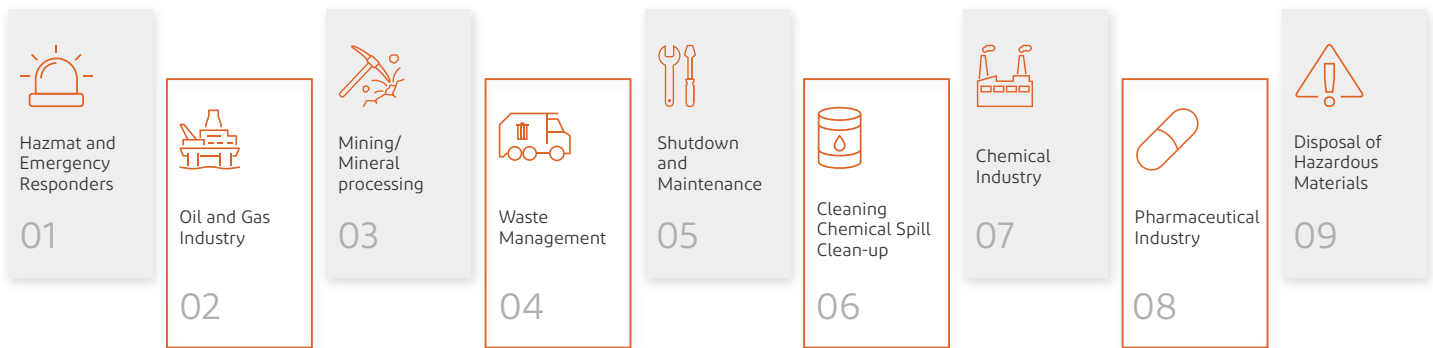 Hazmat and
Emergency
Responders
01
Oil and Gas
Industry
02
Mining/
Mineral
processing
03
Waste
Management
04
Shutdown
and
Maintenance
05
Cleaning
Chemical Spill
Clean-up
06
Chemical
Industry
07
Pharmaceutical
Industry
08
Disposal of
Hazardous
Materials
09